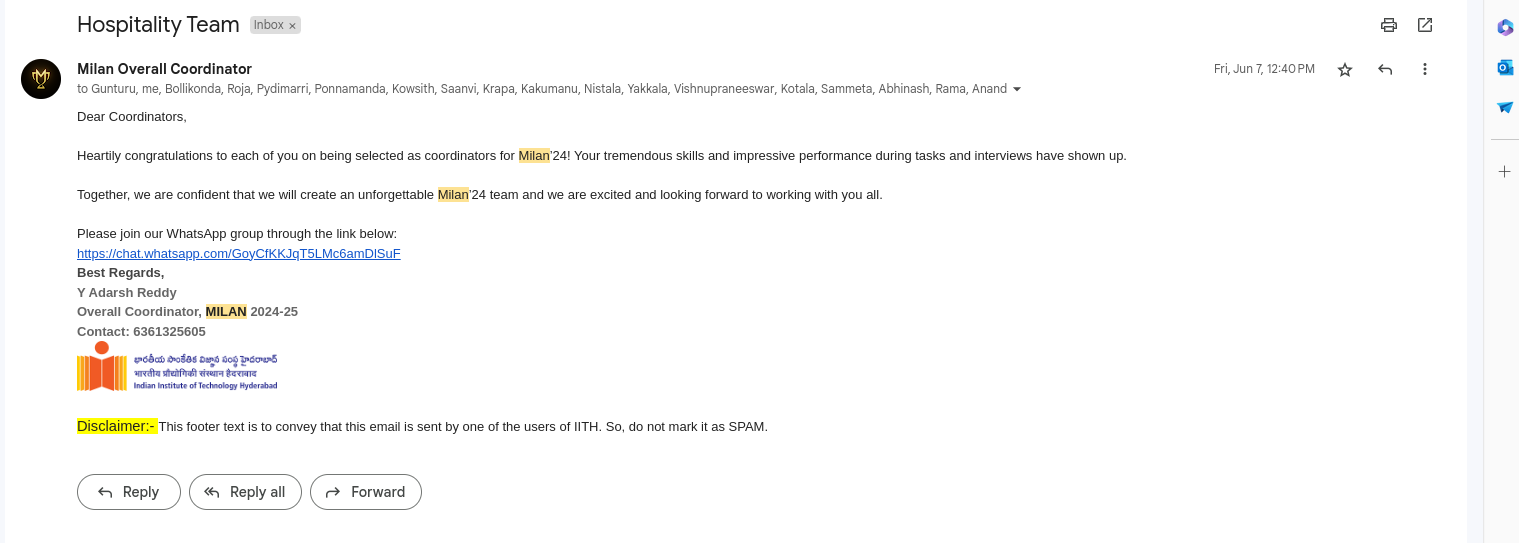 Hospitality Team Inbox ×
Milan Overall Coordinator Fri, Jun 7, 12:40 PM
to Gunturu, me, Bollikonda, Roja, Pydimarri, Ponnamanda, Kowsith, Saanvi, Krapa, Kakumanu, Nistala, Yakkala, Vishnupraneeswar, Kotala, Sammeta, Abhinash, Rama, Anand
Dear Coordinators,
Heartily congratulations to each of you on being selected as coordinators for Milan'24! Your tremendous skills and impressive performance during tasks and interviews have shown up.
Together, we are confident that we will create an unforgettable Milan'24 team and we are excited and looking forward to working with you all.
Please join our WhatsApp group through the link below:
https://chat.whatsapp.com/GoyCfKKJqT5LMc6amDlSuF
Best Regards,
Y Adarsh Reddy
Overall Coordinator, MILAN 2024-25
Contact: 6361325605
భారతీయ సాంకేతిక విజ్ఞాన సంస్థ హైదరాబాద్
भारतीय प्रौद्योगिकी संस्थान हैदराबाद
Indian Institute of Technology Hyderabad
Disclaimer:- This footer text is to convey that this email is sent by one of the users of IITH. So, do not mark it as SPAM.
Reply Reply all Forward